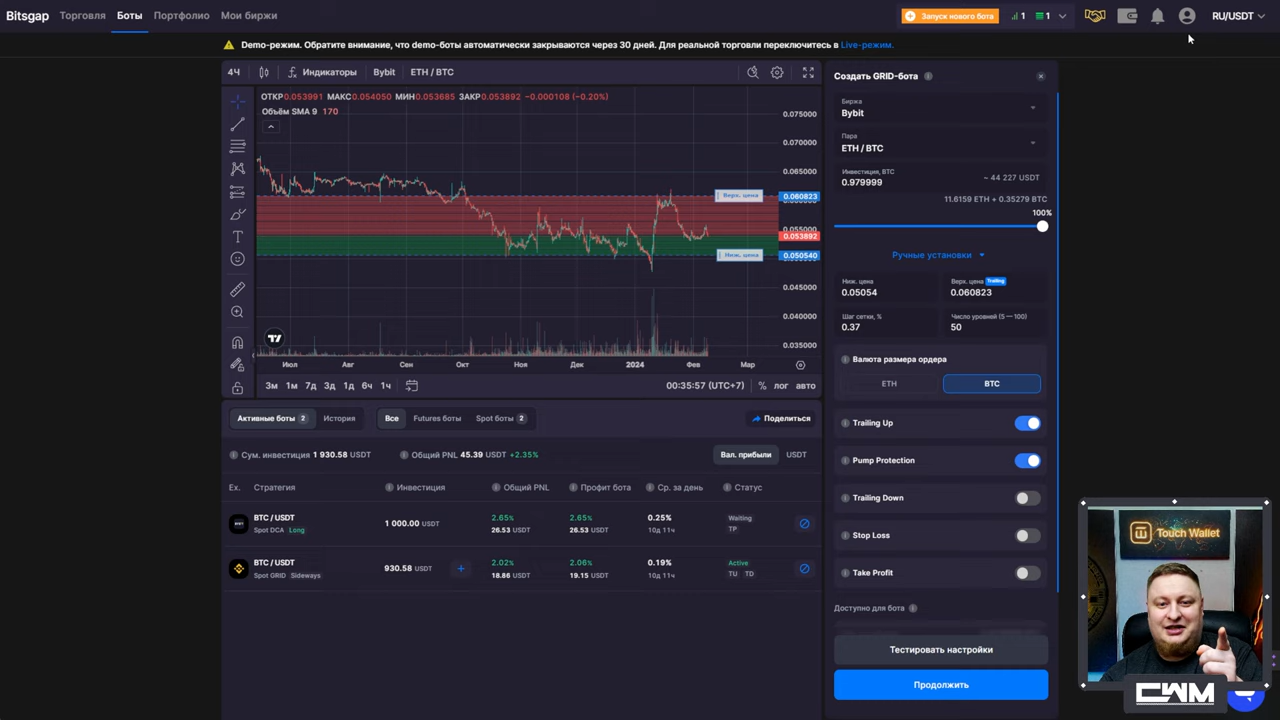 Bitsgap Торговля Боты Портфолио Мои биржи Запуск нового бота 1 1 RU/USDT
Demo-режим. Обратите внимание, что demo-боты автоматически закрываются через 30 дней. Для реальной торговли переключитесь в Live-режим.
4Ч Индикаторы Bybit ETH / BTC
ОТКР0.053991 МАКС0.054050 МИН0.053685 ЗАКР0.053892 −0.000108 (−0.20%)
Объём SMA 9 170
0.075000
0.070000
0.065000
Верх. цена 0.060823
0.055000
0.053892
Ниж. цена 0.050540
0.045000
0.040000
0.035000
Июл Авг Сен Окт Ноя Дек 2024 Фев Мар
3м 1м 7д 3д 1д 6ч 1ч 00:35:57 (UTC+7) % лог авто
Активные боты 2 История Все Futures боты Spot боты 2 Поделиться
Сум. инвестиция 1 930.58 USDT Общий PNL 45.39 USDT +2.35% Вал. прибыли USDT
Ex. Стратегия Инвестиция Общий PNL Профит бота Ср. за день Статус
BTC / USDT 1 000.00 USDT 2.65% 2.65% 0.25% Waiting
Spot DCA Long 26.53 USDT 26.53 USDT 10д 11ч TP
BTC / USDT 930.58 USDT + 2.02% 2.06% 0.19% Active
Spot GRID Sideways 18.86 USDT 19.15 USDT 10д 11ч TU TD
Создать GRID-бота
Биржа
Bybit
Пара
ETH / BTC
Инвестиция, BTC
0.979999 ~ 44 227 USDT
11.6159 ETH + 0.35279 BTC
100%
Ручные установки
Ниж. цена Верх. цена Trailing
0.05054 0.060823
Шаг сетки, % Число уровней (5 — 100)
0.37 50
Валюта размера ордера
ETH BTC
Trailing Up
Pump Protection
Trailing Down
Stop Loss
Take Profit
Доступно для бота
Тестировать настройки
Продолжить
Touch Wallet
CWM